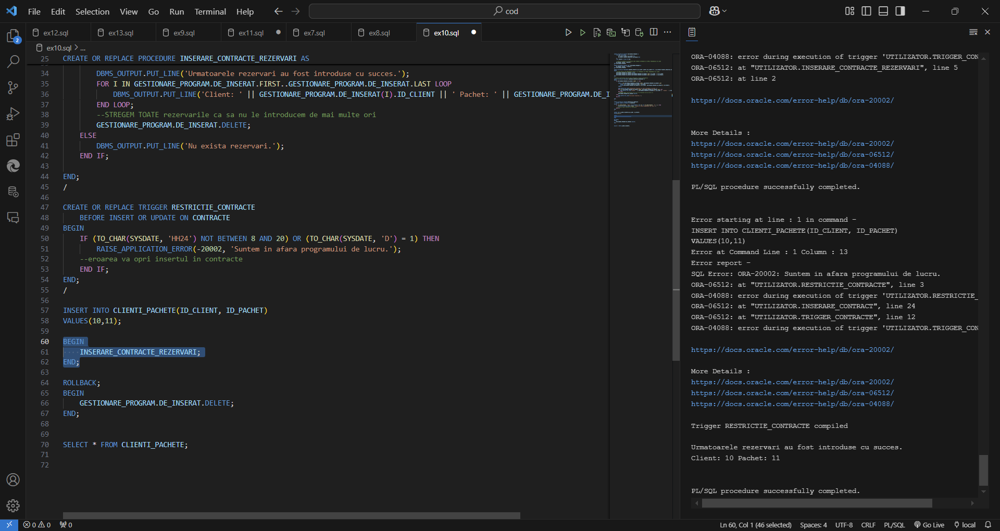 File Edit Selection View Go Run Terminal Help
cod
ex12.sql ex13.sql ex9.sql ex11.sql ex7.sql ex8.sql ex10.sql
ex10.sql > ...
25 CREATE OR REPLACE PROCEDURE INSERARE_CONTRACTE_REZERVARI AS
34 DBMS_OUTPUT.PUT_LINE('Urmatoarele rezervari au fost introduse cu succes.');
35 FOR I IN GESTIONARE_PROGRAM.DE_INSERAT.FIRST..GESTIONARE_PROGRAM.DE_INSERAT.LAST LOOP
36 DBMS_OUTPUT.PUT_LINE('Client: ' || GESTIONARE_PROGRAM.DE_INSERAT(I).ID_CLIENT || ' Pachet: ' || GESTIONARE_PROGRAM.DE_I
37 END LOOP;
38 --STREGEM TOATE rezervarile ca sa nu le introducem de mai multe ori
39 GESTIONARE_PROGRAM.DE_INSERAT.DELETE;
40 ELSE
41 DBMS_OUTPUT.PUT_LINE('Nu exista rezervari.');
42 END IF;
43
44 END;
45 /
46
47 CREATE OR REPLACE TRIGGER RESTRICTIE_CONTRACTE
48 BEFORE INSERT OR UPDATE ON CONTRACTE
49 BEGIN
50 IF (TO_CHAR(SYSDATE, 'HH24') NOT BETWEEN 8 AND 20) OR (TO_CHAR(SYSDATE, 'D') = 1) THEN
51 RAISE_APPLICATION_ERROR(-20002, 'Suntem in afara programului de lucru.');
52 --eroarea va opri insertul in contracte
53 END IF;
54 END;
55 /
56
57 INSERT INTO CLIENTI_PACHETE(ID_CLIENT, ID_PACHET)
58 VALUES(10,11);
59
60 BEGIN
61 INSERARE_CONTRACTE_REZERVARI;
62 END;
63
64 ROLLBACK;
65 BEGIN
66 GESTIONARE_PROGRAM.DE_INSERAT.DELETE;
67 END;
68
69
70 SELECT * FROM CLIENTI_PACHETE;
71
72
ORA-04088: error during execution of trigger 'UTILIZATOR.TRIGGER_CON
ORA-06512: at "UTILIZATOR.INSERARE_CONTRACTE_REZERVARI", line 5
ORA-06512: at line 2
https://docs.oracle.com/error-help/db/ora-20002/
More Details :
https://docs.oracle.com/error-help/db/ora-20002/
https://docs.oracle.com/error-help/db/ora-06512/
https://docs.oracle.com/error-help/db/ora-04088/
PL/SQL procedure successfully completed.
Error starting at line : 1 in command -
INSERT INTO CLIENTI_PACHETE(ID_CLIENT, ID_PACHET)
VALUES(10,11)
Error at Command Line : 1 Column : 13
Error report -
SQL Error: ORA-20002: Suntem in afara programului de lucru.
ORA-06512: at "UTILIZATOR.RESTRICTIE_CONTRACTE", line 3
ORA-04088: error during execution of trigger 'UTILIZATOR.RESTRICTIE_
ORA-06512: at "UTILIZATOR.INSERARE_CONTRACT", line 24
ORA-06512: at "UTILIZATOR.TRIGGER_CONTRACTE", line 12
ORA-04088: error during execution of trigger 'UTILIZATOR.TRIGGER_CON
https://docs.oracle.com/error-help/db/ora-20002/
More Details :
https://docs.oracle.com/error-help/db/ora-20002/
https://docs.oracle.com/error-help/db/ora-06512/
https://docs.oracle.com/error-help/db/ora-04088/
Trigger RESTRICTIE_CONTRACTE compiled
Urmatoarele rezervari au fost introduse cu succes.
Client: 10 Pachet: 11
PL/SQL procedure successfully completed.
2
0 0 0 Ln 60, Col 1 (46 selected) Spaces: 4 UTF-8 CRLF PL/SQL Go Live local